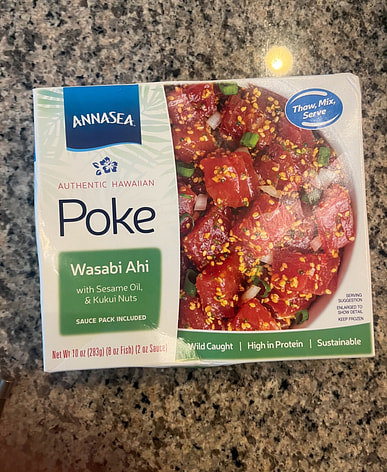 ANNASEA
AUTHENTIC HAWAIIAN
Poke
Wasabi Ahi
with Sesame Oil,
& Kukui Nuts
SAUCE PACK INCLUDED
Net Wt 10 oz (283g) (8 oz Fish) (2 oz Sauce)
Thaw, Mix,
Serve
SERVING
SUGGESTION
ENLARGED TO
SHOW DETAIL
KEEP FROZEN
Wild Caught | High in Protein | Sustainable